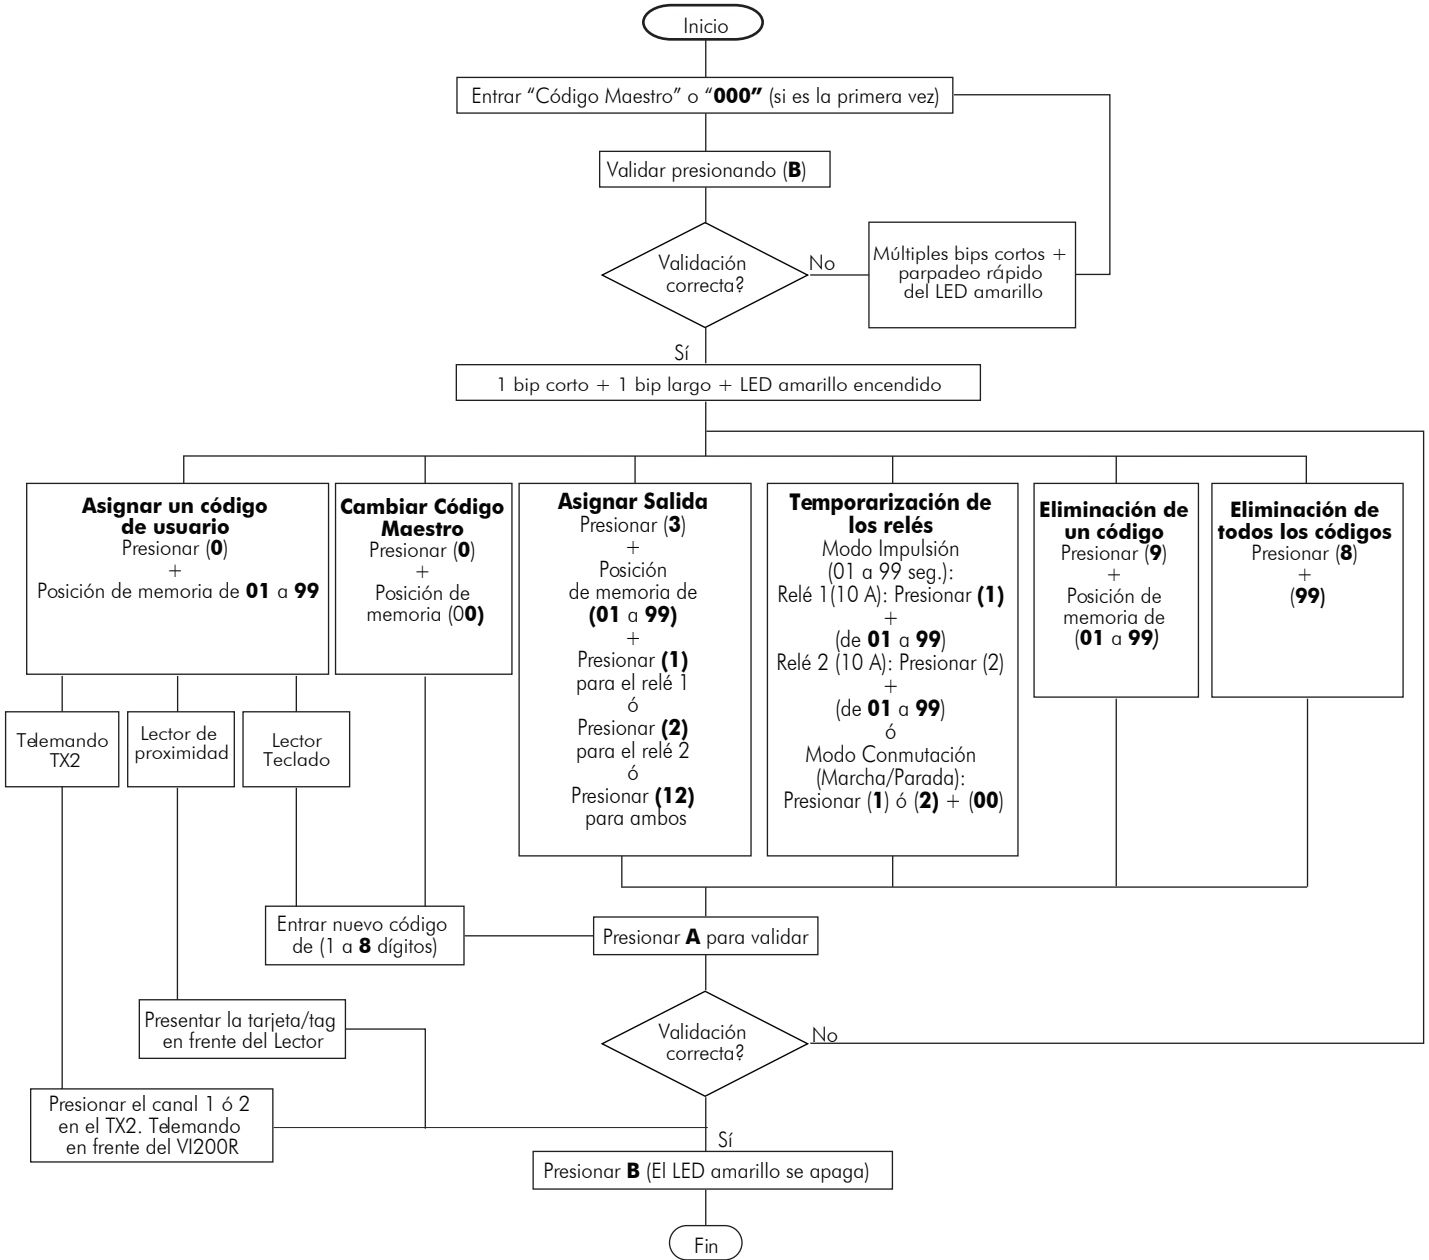 Inicio
Entrar “Código Maestro” o “000” (si es la primera vez)
Validar presionando (B)
Validación
correcta?
No
Múltiples bips cortos +
parpadeo rápido
del LED amarillo
Sí
1 bip corto + 1 bip largo + LED amarillo encendido
Asignar un código
de usuario
Presionar (0)
+
Posición de memoria de 01 a 99
Cambiar Código
Maestro
Presionar (0)
+
Posición de
memoria (00)
Asignar Salida
Presionar (3)
+
Posición
de memoria de
(01 a 99)
+
Presionar (1)
para el relé 1
ó
Presionar (2)
para el relé 2
ó
Presionar (12)
para ambos
Temporarización de
los relés
Modo Impulsión
(01 a 99 seg.):
Relé 1(10 A): Presionar (1)
+
(de 01 a 99)
Relé 2 (10 A): Presionar (2)
+
(de 01 a 99)
ó
Modo Conmutación
(Marcha/Parada):
Presionar (1) ó (2) + (00)
Eliminación de
un código
Presionar (9)
+
Posición de
memoria de
(01 a 99)
Eliminación de
todos los códigos
Presionar (8)
+
(99)
Telemando
TX2
Lector de
proximidad
Lector
Teclado
Entrar nuevo código
de (1 a 8 dígitos)
Presionar A para validar
Presentar la tarjeta/tag
en frente del Lector
Validación
correcta?
No
Presionar el canal 1 ó 2
en el TX2. Telemando
en frente del VI200R
Sí
Presionar B (El LED amarillo se apaga)
Fin